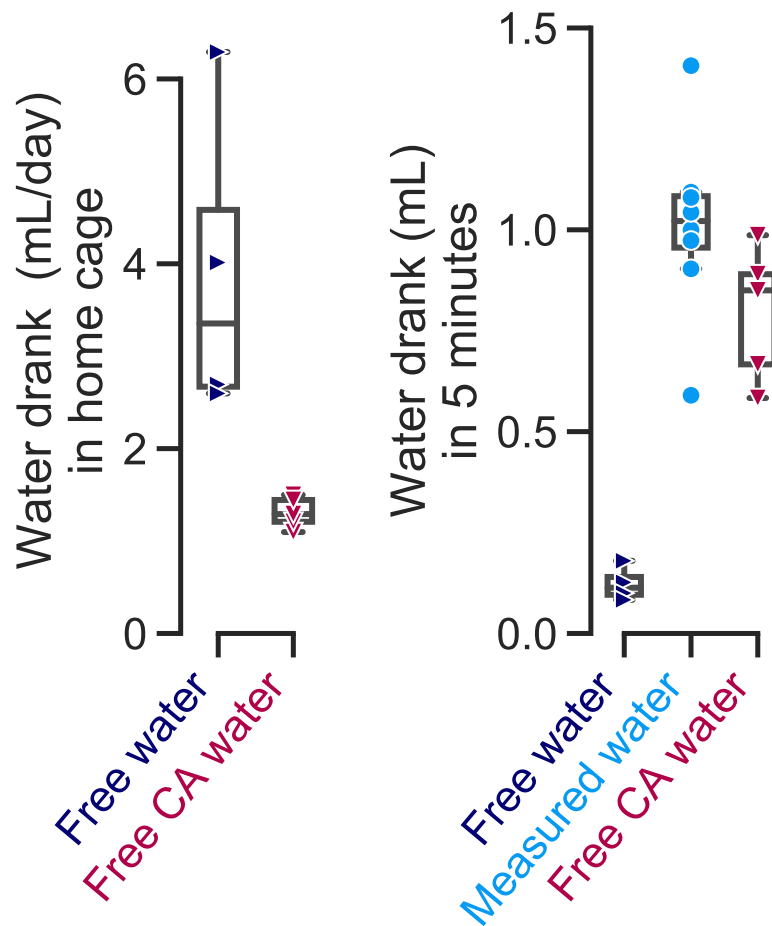 Water drank  (mL/day)
in home cage
6
4
2
0
Free water
Free CA water
Water drank (mL)
in 5 minutes
1.5
1.0
0.5
0.0
Free water
Measured water
Free CA water